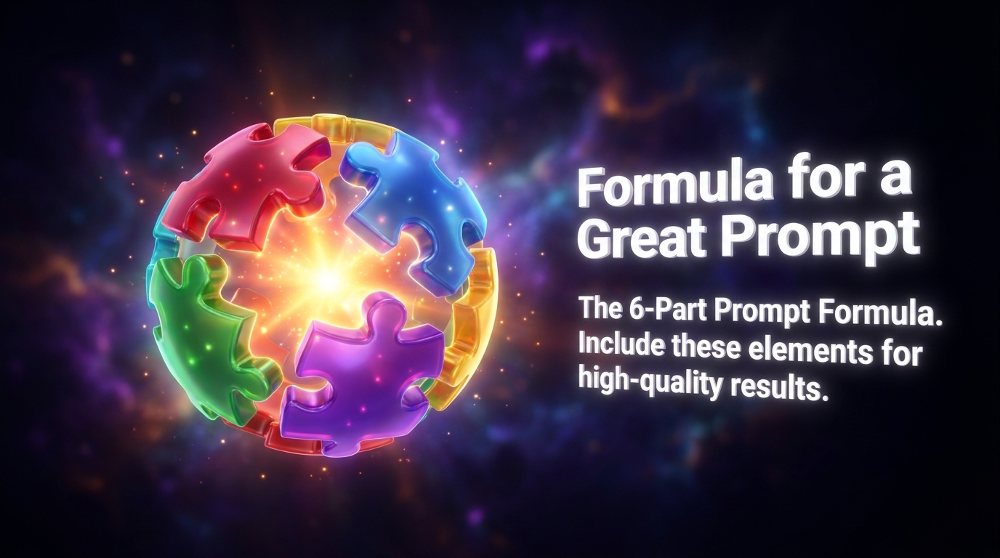 Formula for a
Great Prompt
The 6-Part Prompt Formula.
Include these elements for
high-quality results.